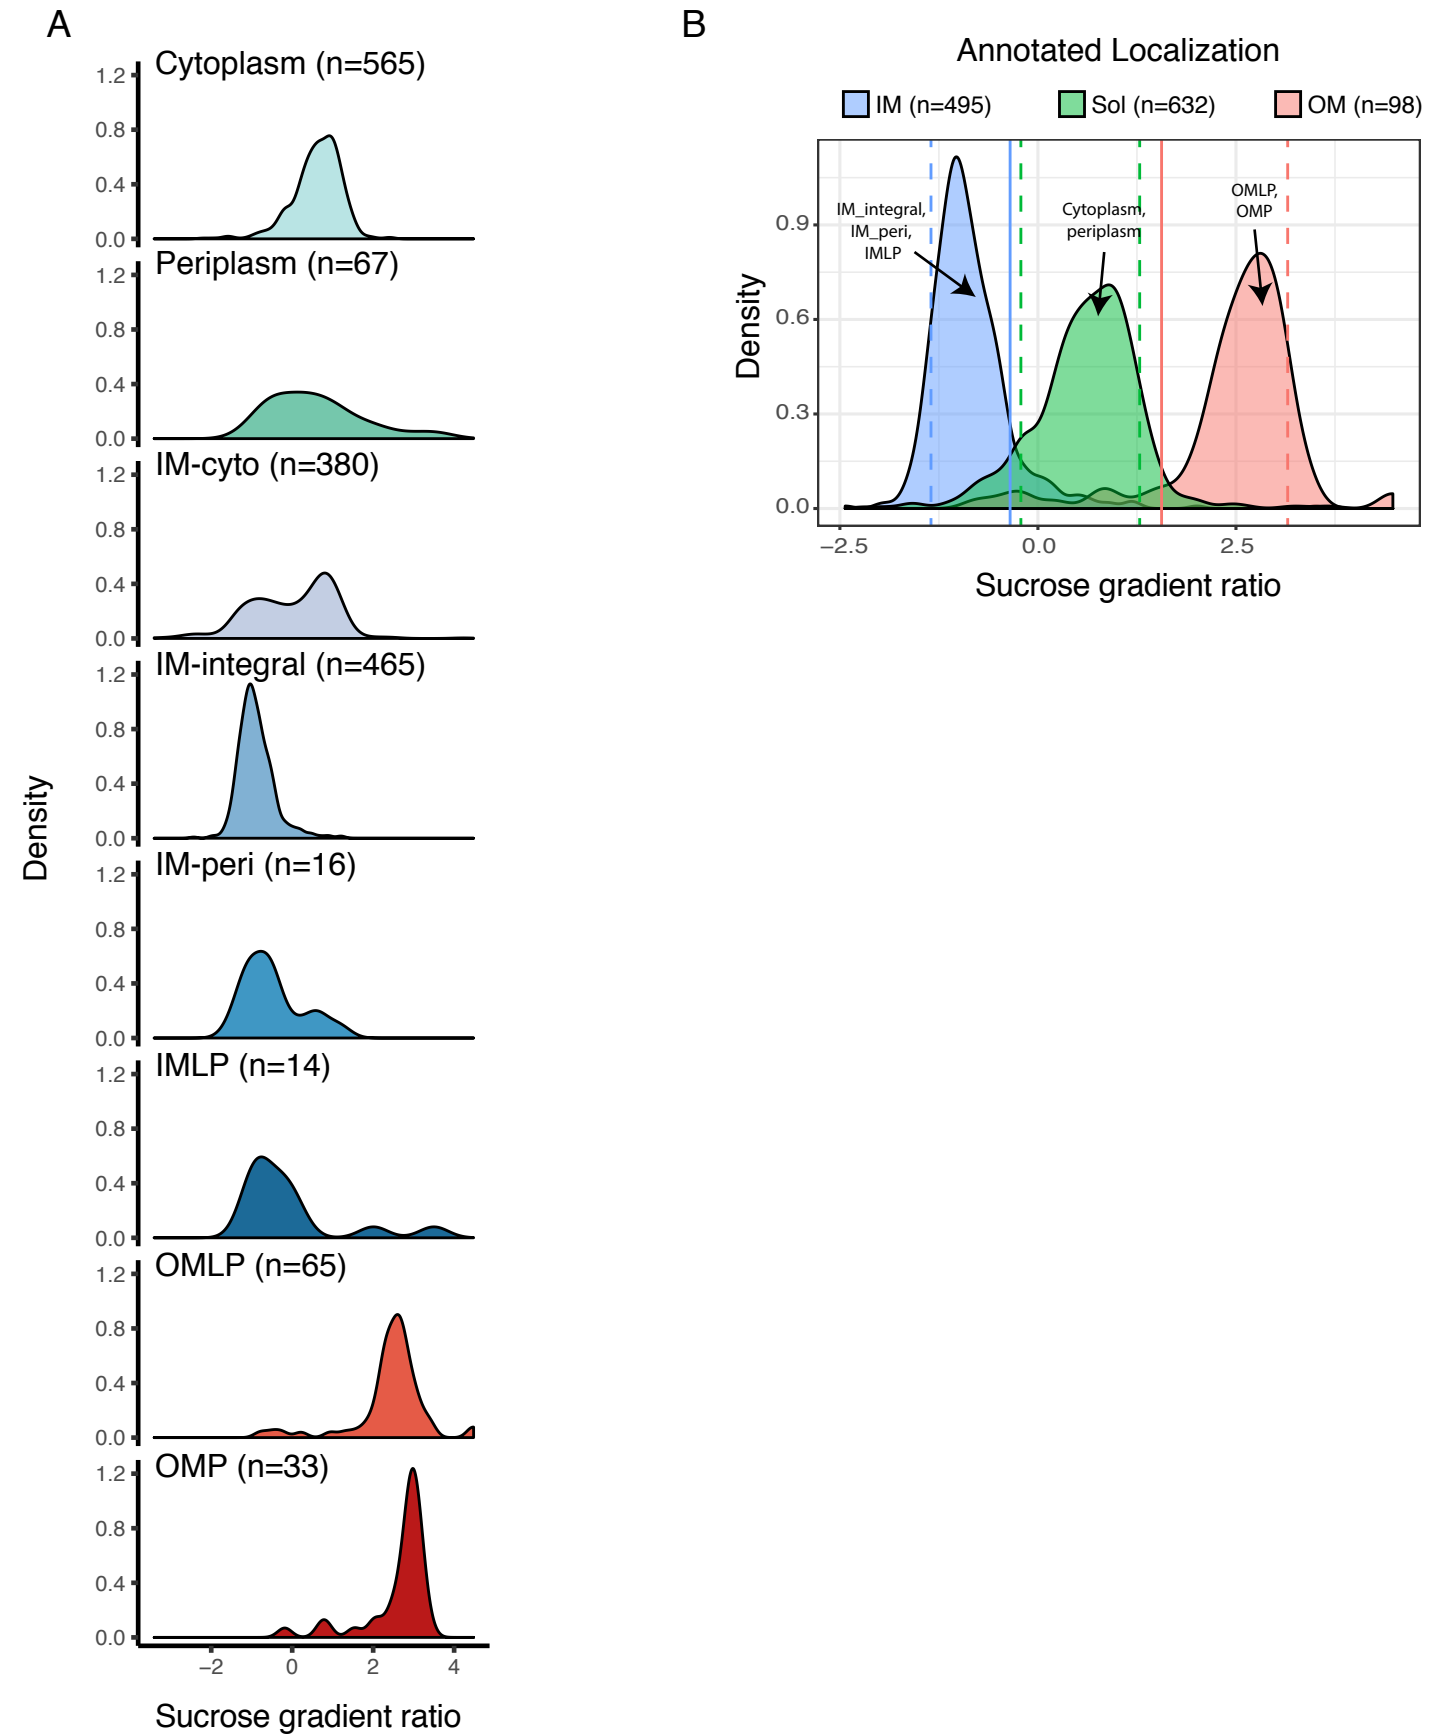 A
Cytoplasm (n=565)
1.2
0.8
0.4
0.0
Periplasm (n=67)
1.2
0.8
0.4
0.0
IM-cyto (n=380)
1.2
0.8
0.4
0.0
IM-integral (n=465)
1.2
0.8
0.4
0.0
IM-peri (n=16)
1.2
0.8
0.4
0.0
IMLP (n=14)
1.2
0.8
0.4
0.0
OMLP (n=65)
1.2
0.8
0.4
0.0
OMP (n=33)
1.2
0.8
0.4
0.0
Density
−2 0 2 4
Sucrose gradient ratio
B
Annotated Localization
IM (n=495) Sol (n=632) OM (n=98)
IM_integral,
IM_peri,
IMLP
Cytoplasm,
periplasm
OMLP,
OMP
0.9
0.6
0.3
0.0
Density
−2.5 0.0 2.5
Sucrose gradient ratio